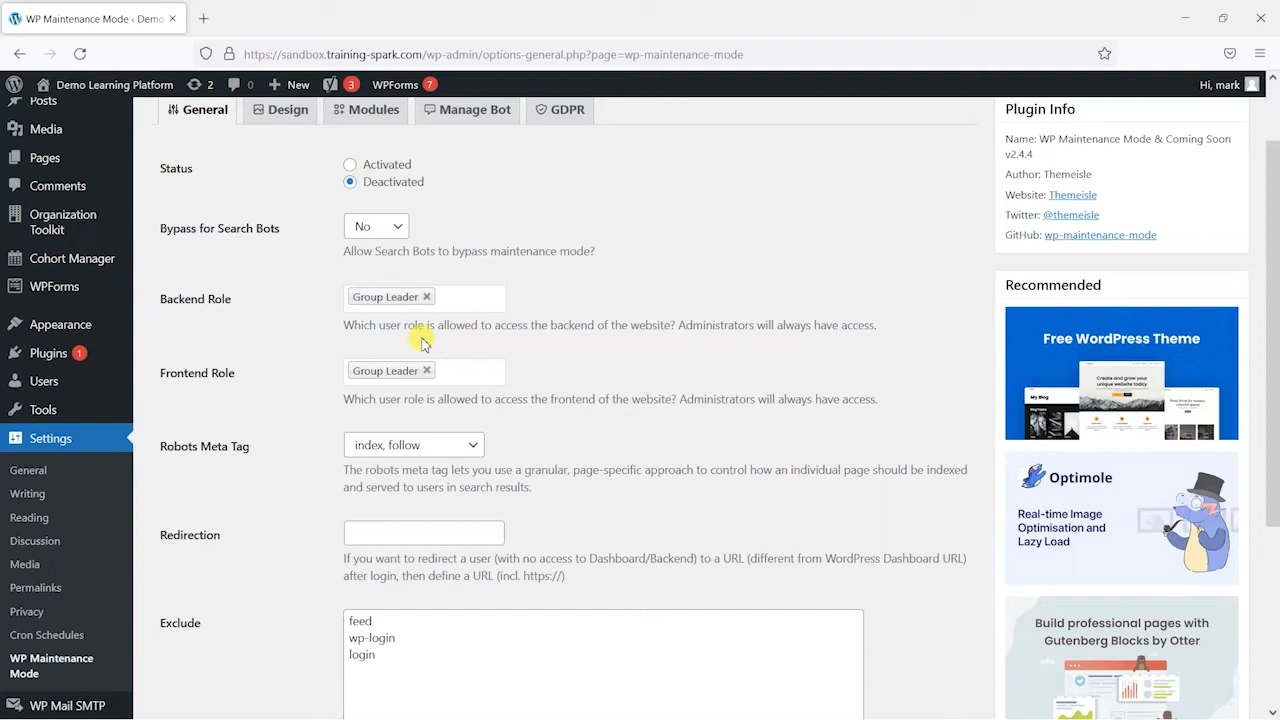 WP Maintenance Mode ‹ Demo
https://sandbox.training-spark.com/wp-admin/options-general.php?page=wp-maintenance-mode
Demo Learning Platform 2 0 New 3 WPForms 7 Hi, mark
Posts
Media
Pages
Comments
Organization
Toolkit
Cohort Manager
WPForms
Appearance
Plugins 1
Users
Tools
Settings
General
Writing
Reading
Discussion
Media
Permalinks
Privacy
Cron Schedules
WP Maintenance
Mode
WP Mail SMTP
General Design Modules Manage Bot GDPR
Status
Activated
Deactivated
Bypass for Search Bots
No
Allow Search Bots to bypass maintenance mode?
Backend Role
Group Leader
Which user role is allowed to access the backend of the website? Administrators will always have access.
Frontend Role
Group Leader
Which user role is allowed to access the frontend of the website? Administrators will always have access.
Robots Meta Tag
index, follow
The robots meta tag lets you use a granular, page-specific approach to control how an individual page should be indexed
and served to users in search results.
Redirection
If you want to redirect a user (with no access to Dashboard/Backend) to a URL (different from WordPress Dashboard URL)
after login, then define a URL (incl. https://)
Exclude
feed
wp-login
login
Plugin Info
Name: WP Maintenance Mode & Coming Soon
v2.4.4
Author: Themeisle
Website: Themeisle
Twitter: @themeisle
GitHub: wp-maintenance-mode
Recommended
Free WordPress Theme
Create and grow your
unique website today
My Blog
Optimole
Real-time Image
Optimisation and
Lazy Load
Build professional pages with
Gutenberg Blocks by Otter